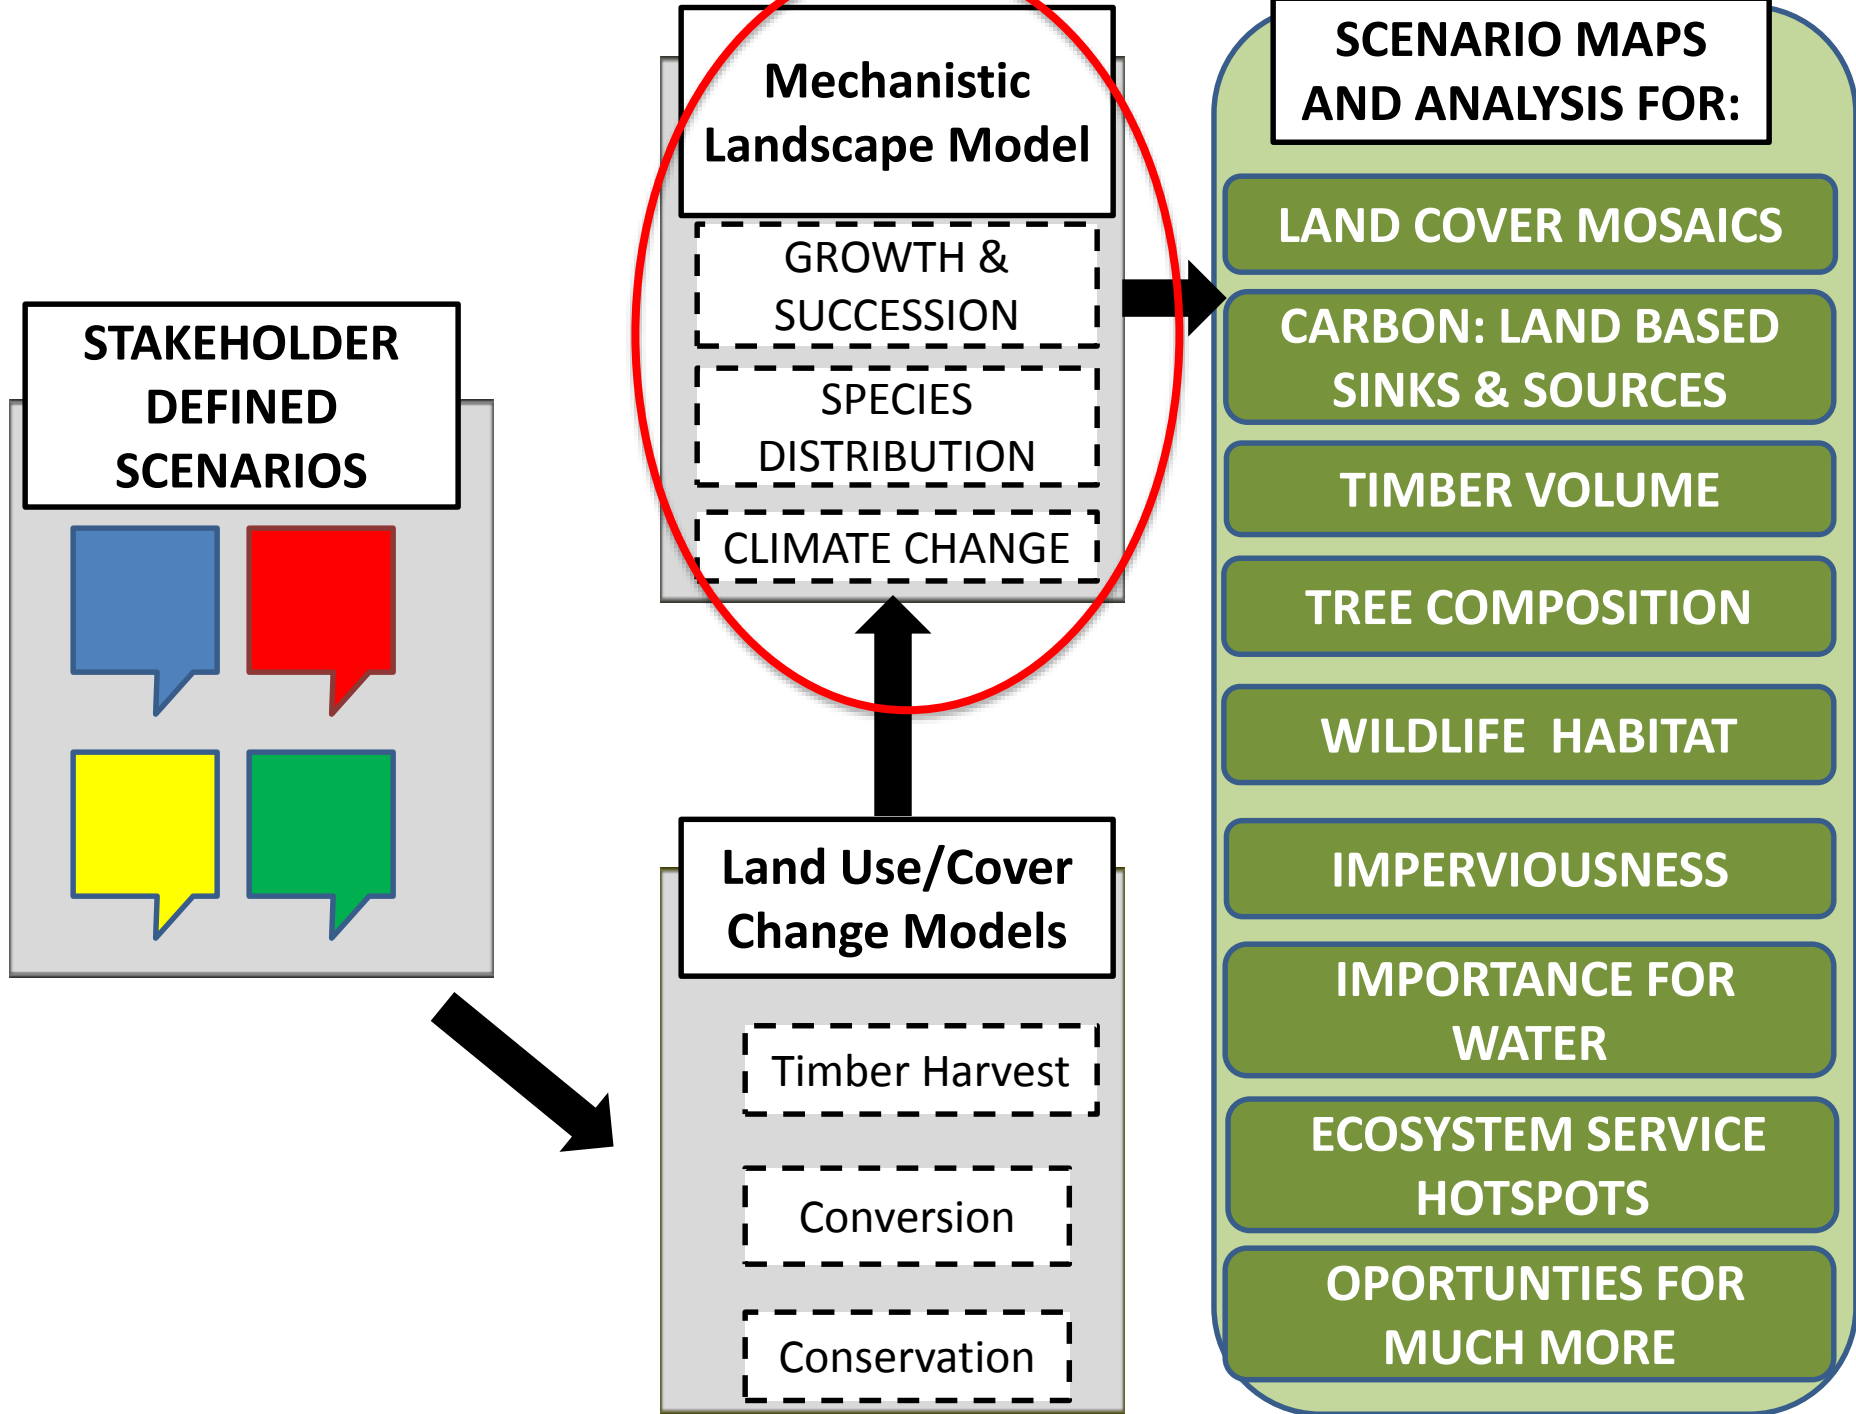 STAKEHOLDER
DEFINED
SCENARIOS
Mechanistic
Landscape Model
GROWTH &
SUCCESSION
SPECIES
DISTRIBUTION
CLIMATE CHANGE
Land Use/Cover
Change Models
Timber Harvest
Conversion
Conservation
SCENARIO MAPS
AND ANALYSIS FOR:
LAND COVER MOSAICS
CARBON: LAND BASED
SINKS & SOURCES
TIMBER VOLUME
TREE COMPOSITION
WILDLIFE HABITAT
IMPERVIOUSNESS
IMPORTANCE FOR
WATER
ECOSYSTEM SERVICE
HOTSPOTS
OPORTUNTIES FOR
MUCH MORE